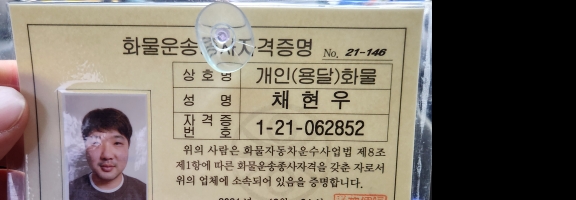 화물운송종사자격증명 No. 21-146
상 호 명 개인(용달)화물
성 명 채 현 우
자 격 증
번 호 1-21-062852
위의 사람은 화물자동차운수사업법 제8조
제1항에 따른 화물운송종사자격을 갖춘 자로서
위의 업체에 소속되어 있음을 증명합니다.